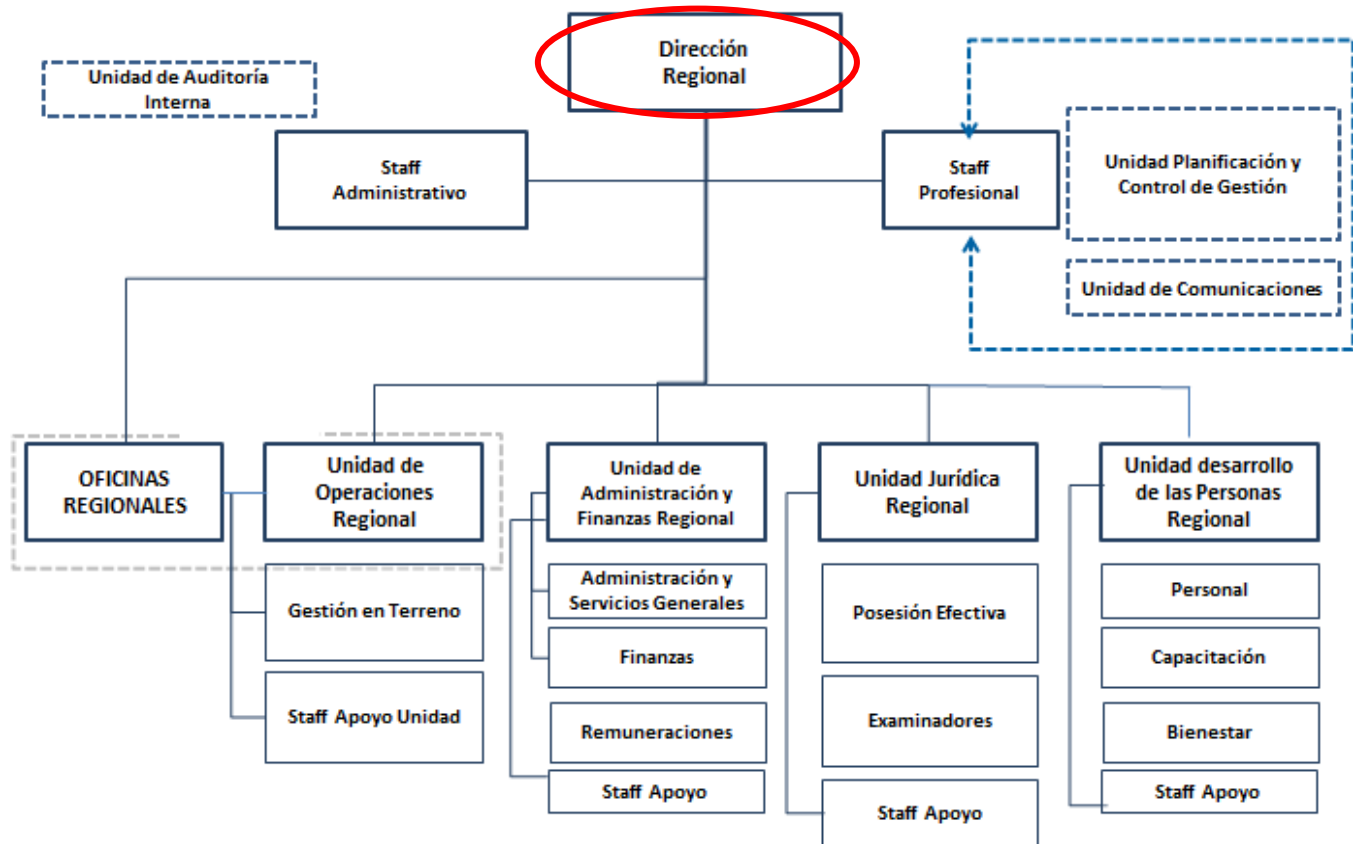 Dirección
Regional
Unidad de Auditoría
Interna
Staff
Administrativo
Staff
Profesional
Unidad Planificación y
Control de Gestión
Unidad de Comunicaciones
OFICINAS
REGIONALES
Unidad de
Operaciones
Regional
Unidad de
Administración y
Finanzas Regional
Unidad Jurídica
Regional
Unidad desarrollo
de las Personas
Regional
Gestión en Terreno
Staff Apoyo Unidad
Administración y
Servicios Generales
Finanzas
Remuneraciones
Staff Apoyo
Posesión Efectiva
Examinadores
Staff Apoyo
Personal
Capacitación
Bienestar
Staff Apoyo